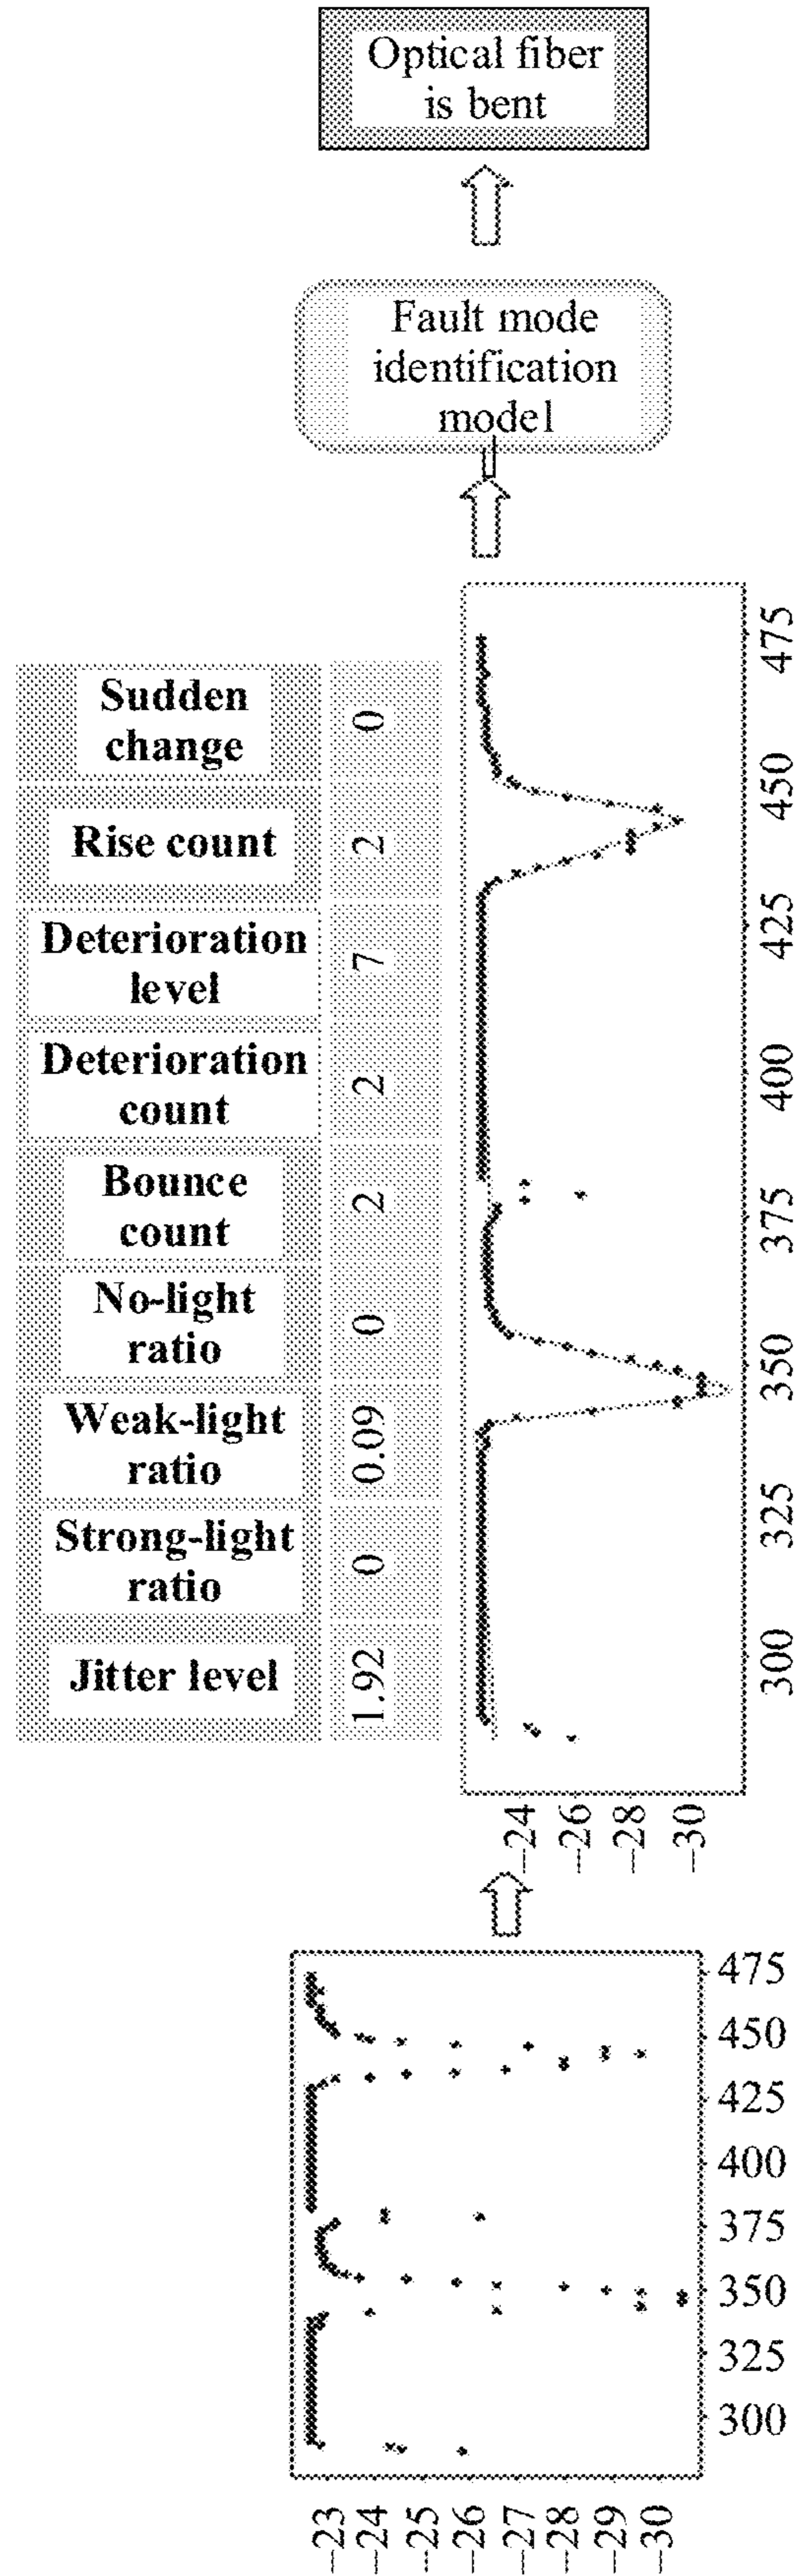 Optical fiber
is bent
Fault mode
identification
model
Sudden
change
Rise count
Deterioration
level
Deterioration
count
Bounce
count
No-light
ratio
Weak-light
ratio
Strong-light
ratio
Jitter level
0
2
7
2
2
0
0.09
0
1.92
475
450
425
400
375
350
325
300
–24
–26
–28
–30
475
450
425
400
375
350
325
300
–23
–24
–25
–26
–27
–28
–29
–30